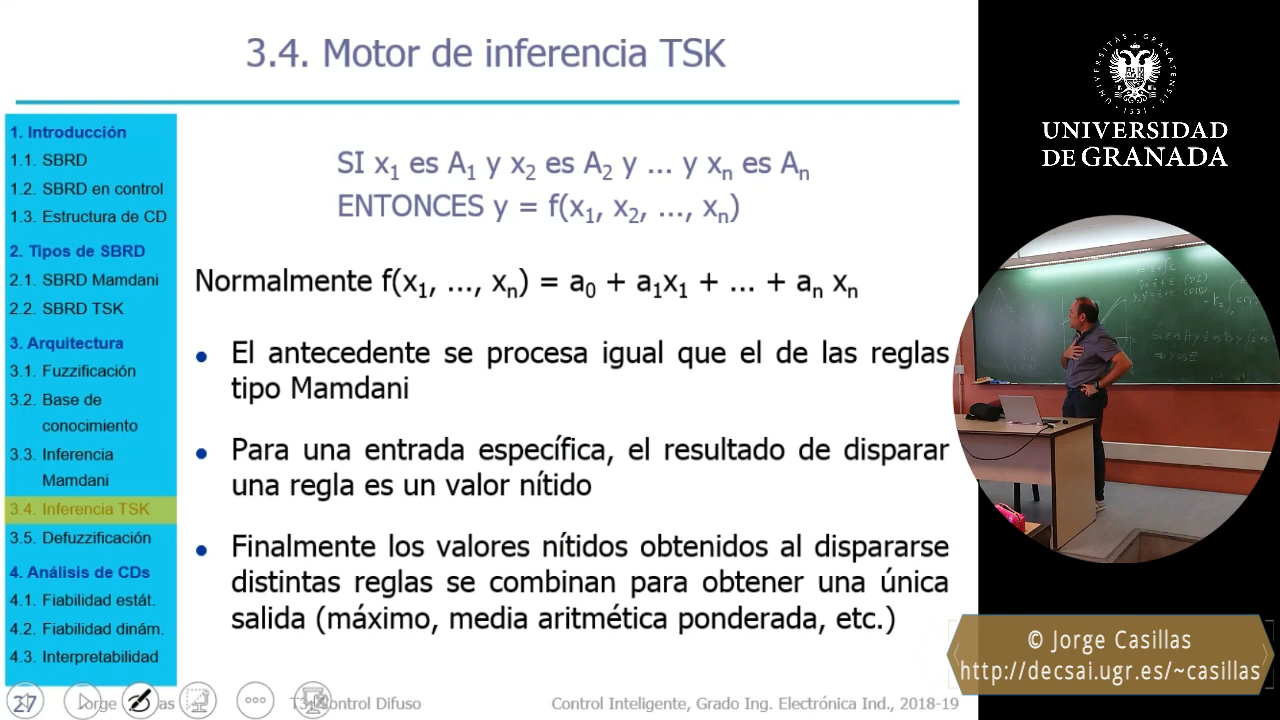 3.4. Motor de inferencia TSK
1. Introducción
1.1. SBRD
1.2. SBRD en control
1.3. Estructura de CD
2. Tipos de SBRD
2.1. SBRD Mamdani
2.2. SBRD TSK
3. Arquitectura
3.1. Fuzzificación
3.2. Base de
conocimiento
3.3. Inferencia
Mamdani
3.4. Inferencia TSK
3.5. Defuzzificación
4. Análisis de CDs
4.1. Fiabilidad estát.
4.2. Fiabilidad dinám.
4.3. Interpretabilidad
SI x₁ es A₁ y x₂ es A₂ y ... y xₙ es Aₙ
ENTONCES y = f(x₁, x₂, ..., xₙ)
Normalmente f(x₁, ..., xₙ) = a₀ + a₁x₁ + ... + aₙ xₙ
• El antecedente se procesa igual que el de las reglas
tipo Mamdani
• Para una entrada específica, el resultado de disparar
una regla es un valor nítido
• Finalmente los valores nítidos obtenidos al dispararse
distintas reglas se combinan para obtener una única
salida (máximo, media aritmética ponderada, etc.)
27
Control Difuso
Control Inteligente, Grado Ing. Electrónica Ind., 2018-19
UNIVERSITAS GRANATENSIS
1531
UNIVERSIDAD
DE GRANADA
© Jorge Casillas
http://decsai.ugr.es/~casillas